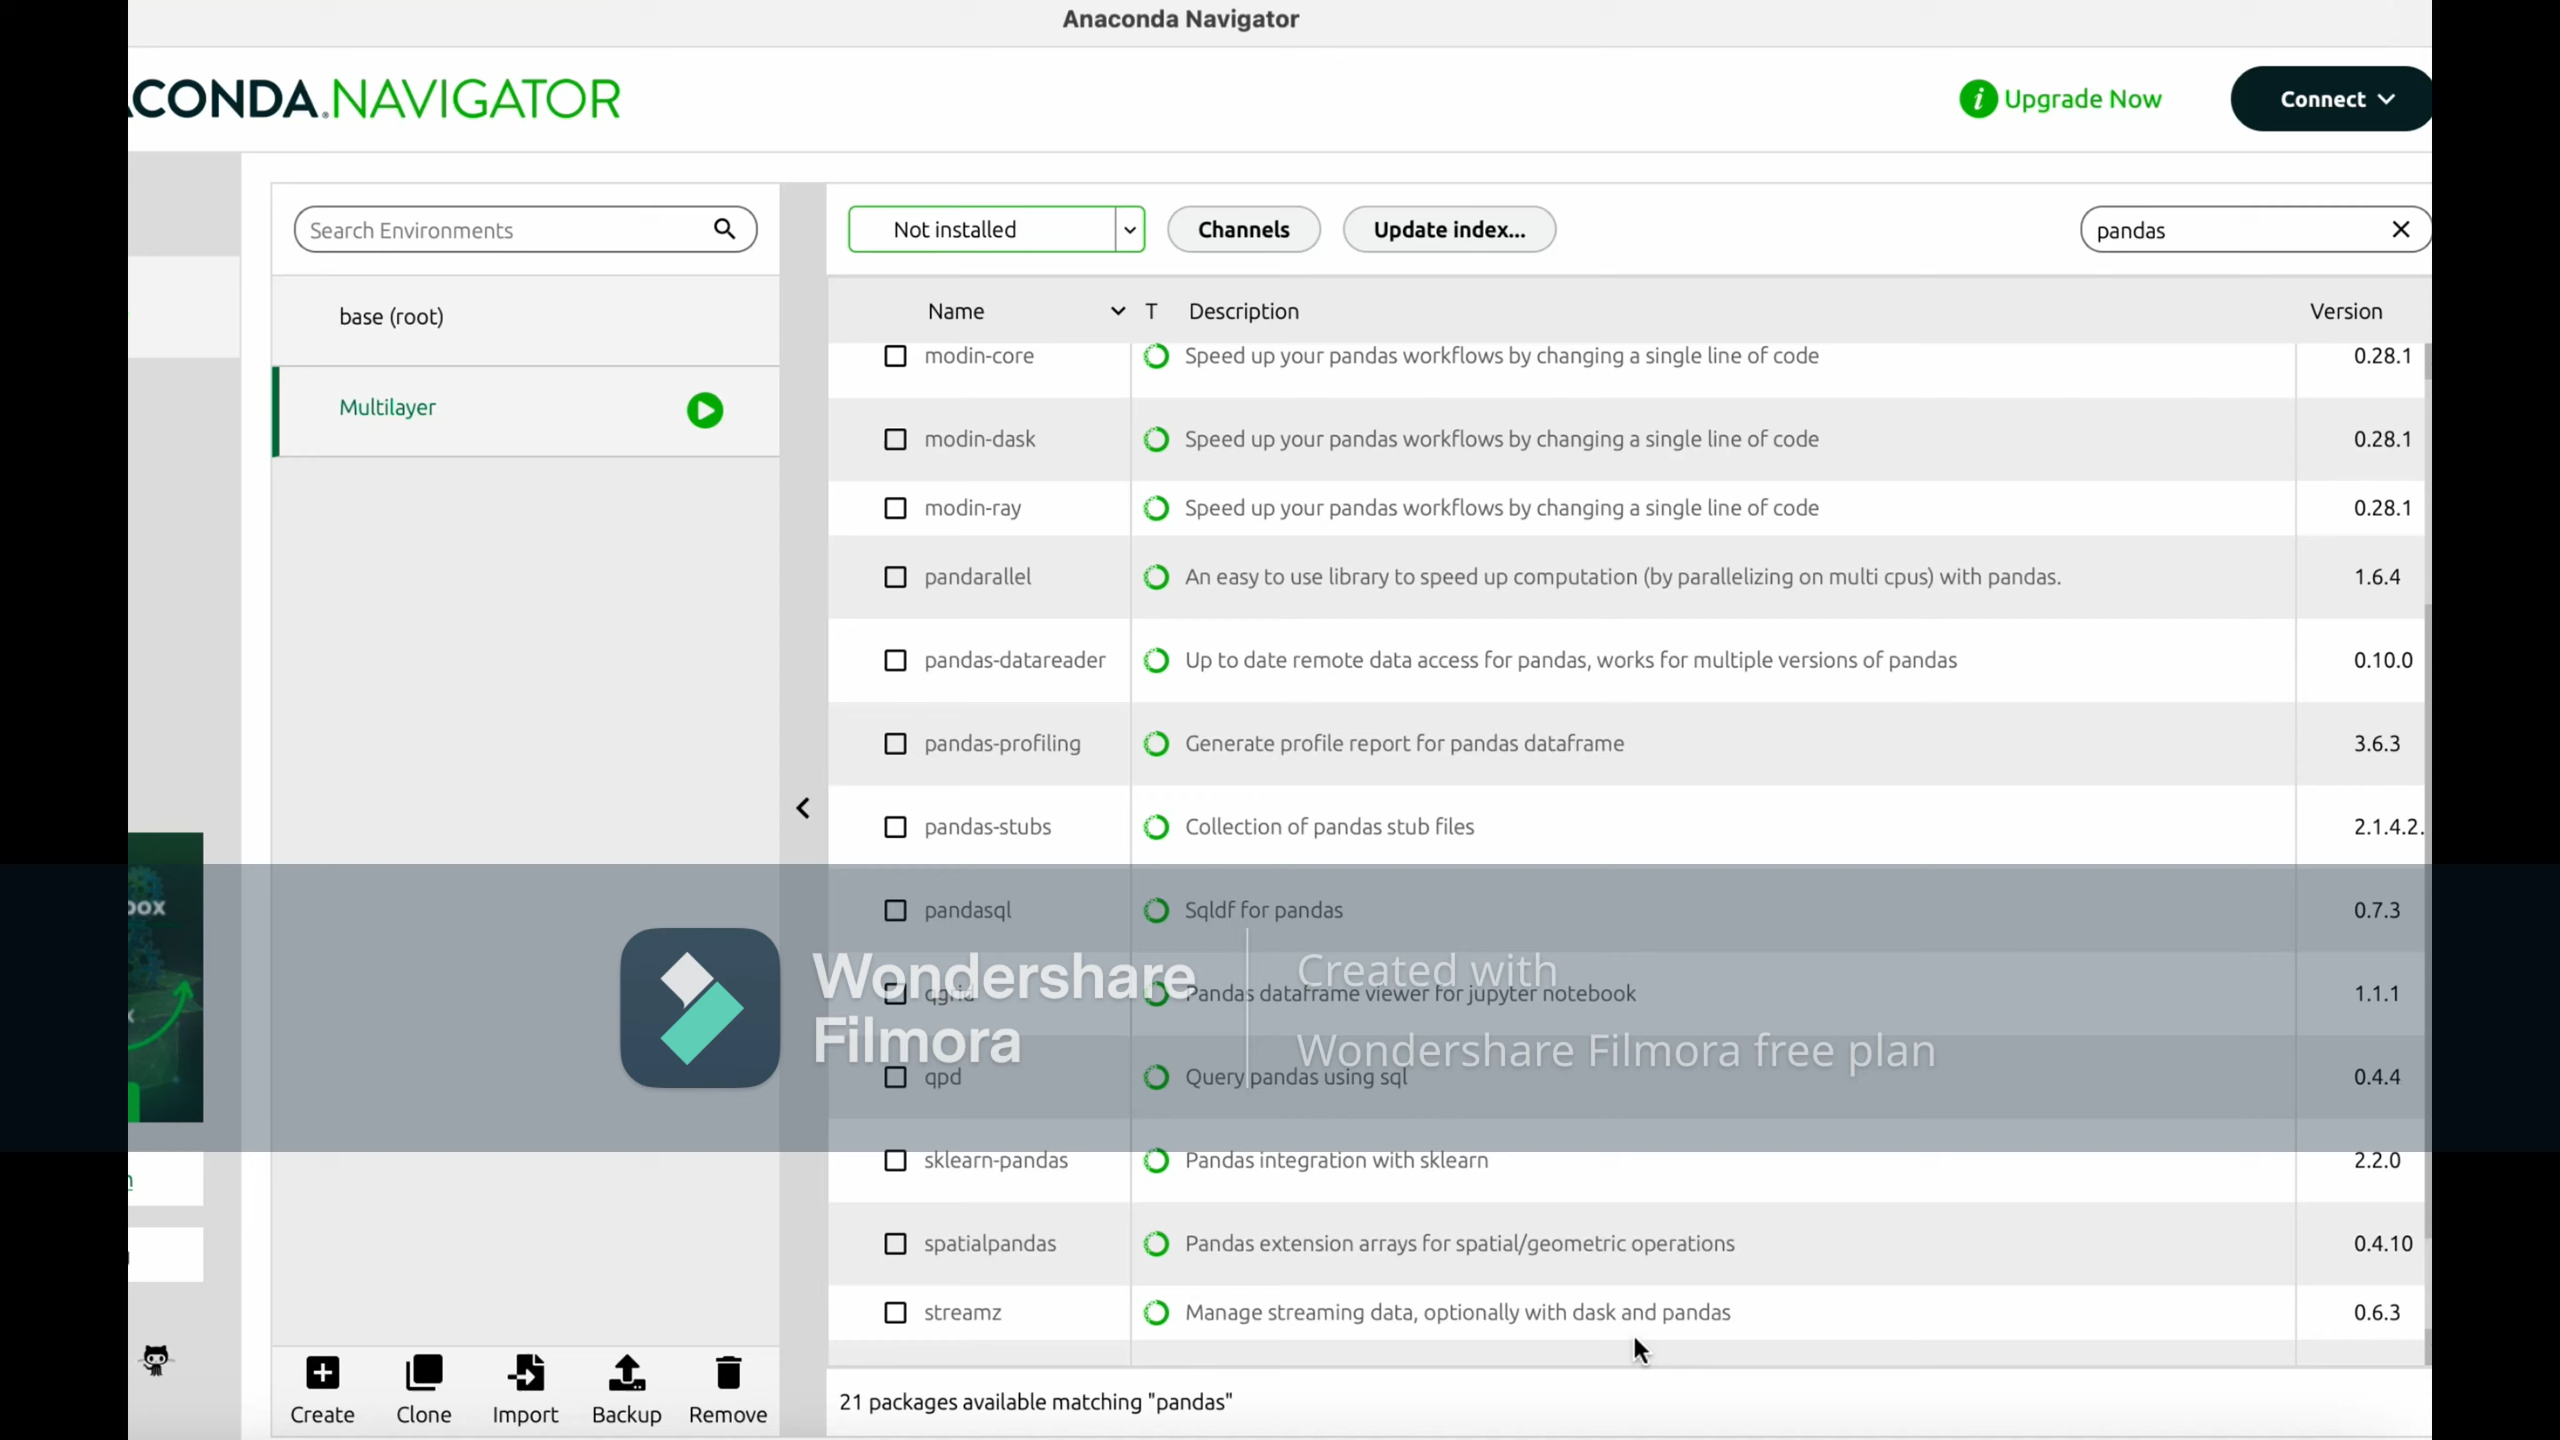 Anaconda Navigator
ACONDA.NAVIGATOR
i Upgrade Now
Connect
Search Environments
Not installed
Channels
Update index...
pandas
base (root)
Multilayer
Name T Description Version
modin-core Speed up your pandas workflows by changing a single line of code 0.28.1
modin-dask Speed up your pandas workflows by changing a single line of code 0.28.1
modin-ray Speed up your pandas workflows by changing a single line of code 0.28.1
pandarallel An easy to use library to speed up computation (by parallelizing on multi cpus) with pandas. 1.6.4
pandas-datareader Up to date remote data access for pandas, works for multiple versions of pandas 0.10.0
pandas-profiling Generate profile report for pandas dataframe 3.6.3
pandas-stubs Collection of pandas stub files 2.1.4.2.
pandasql Sqldf for pandas 0.7.3
qgrid Pandas dataframe viewer for jupyter notebook 1.1.1
qpd Query pandas using sql 0.4.4
sklearn-pandas Pandas integration with sklearn 2.2.0
spatialpandas Pandas extension arrays for spatial/geometric operations 0.4.10
streamz Manage streaming data, optionally with dask and pandas 0.6.3
Wondershare
Filmora
Created with
Wondershare Filmora free plan
Create Clone Import Backup Remove
21 packages available matching "pandas"